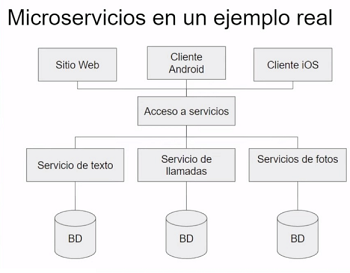 Microservicios en un ejemplo real
Sitio Web
Cliente
Android
Cliente iOS
Acceso a servicios
Servicio de texto
Servicio de
llamadas
Servicios de fotos
BD
BD
BD